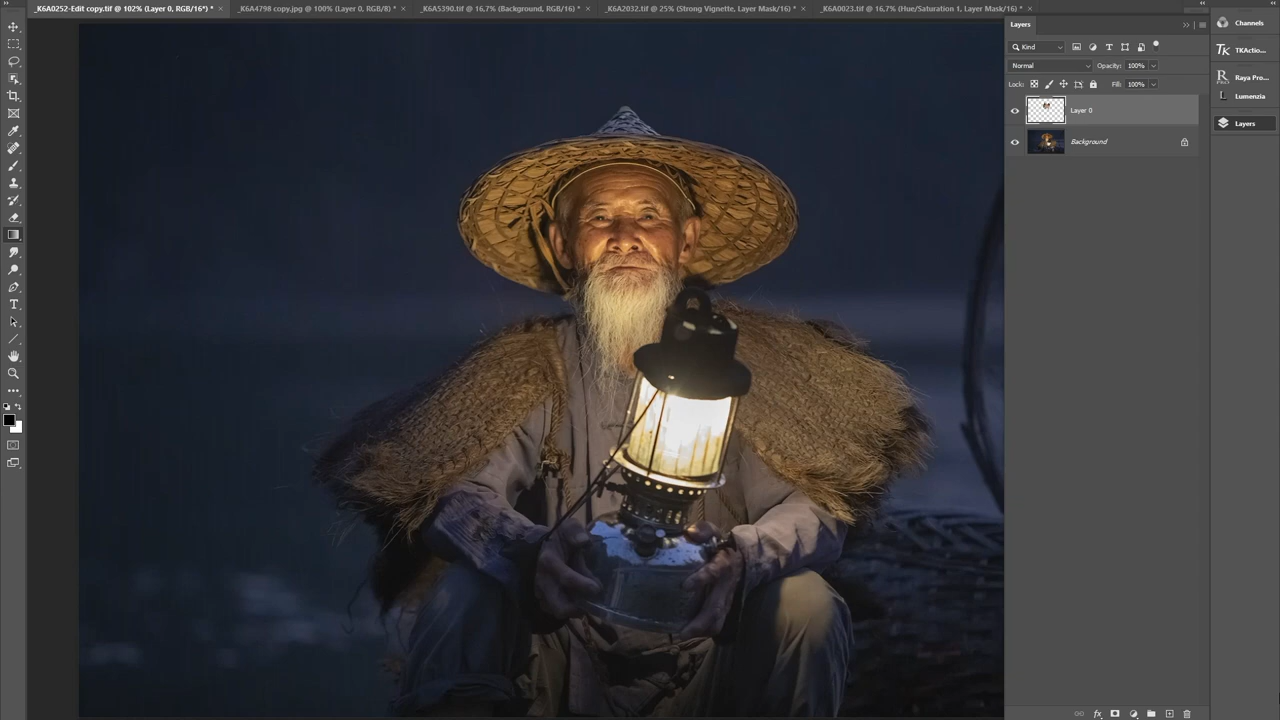 _K6A0252-Edit copy.tif @ 102% (Layer 0, RGB/16*) * × _K6A4798 copy.jpg @ 100% (Layer 0, RGB/8) * × _K6A5390.tif @ 16,7% (Background, RGB/16) * × _K6A2032.tif @ 25% (Strong Vignette, Layer Mask/16) * × _K6A0023.tif @ 16,7% (Hue/Saturation 1, Layer Mask/16) * ×
Layers
Channels
Kind
TKActio...
Normal Opacity: 100%
Raya Pro...
Lock: Fill: 100%
Lumenzia
Layer 0
Layers
Background